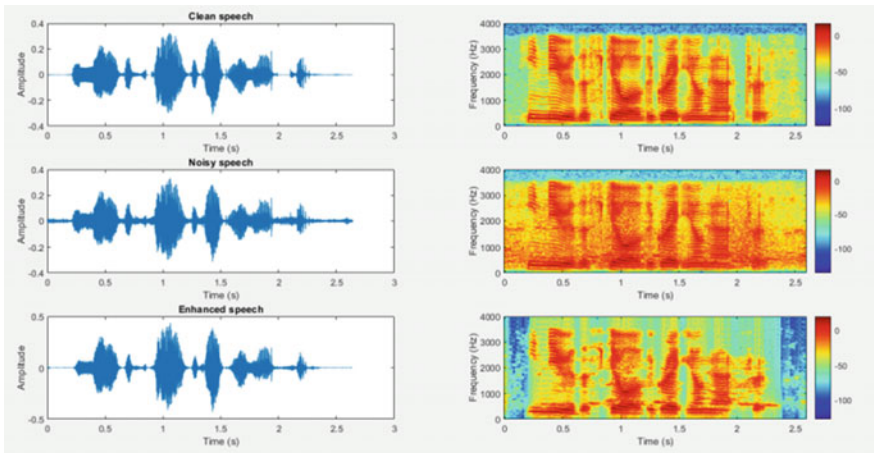 Clean speech
0.4
0.2
0
-0.2
-0.4
Amplitude
0 0.5 1 1.5 2 2.5 3
Time (s)
4000
3000
2000
1000
0
Frequency (Hz)
0 0.5 1 1.5 2 2.5
Time (s)
0
-50
-100
Noisy speech
0.4
0.2
0
-0.2
0.4
Amplitude
0 0.5 1 1.5 2 2.5 3
Time (s)
4000
3000
2000
1000
0
Frequency (Hz)
0 0.5 1 1.5 2 2.5
Time (s)
0
-50
-100
Enhanced speech
0.5
0
-0.5
Amplitude
0 0.5 1 1.5 2 2.5 3
Time (s)
4000
3000
2000
1000
0
Frequency (Hz)
0 0.5 1 1.5 2 2.5
Time (s)
0
-50
-100